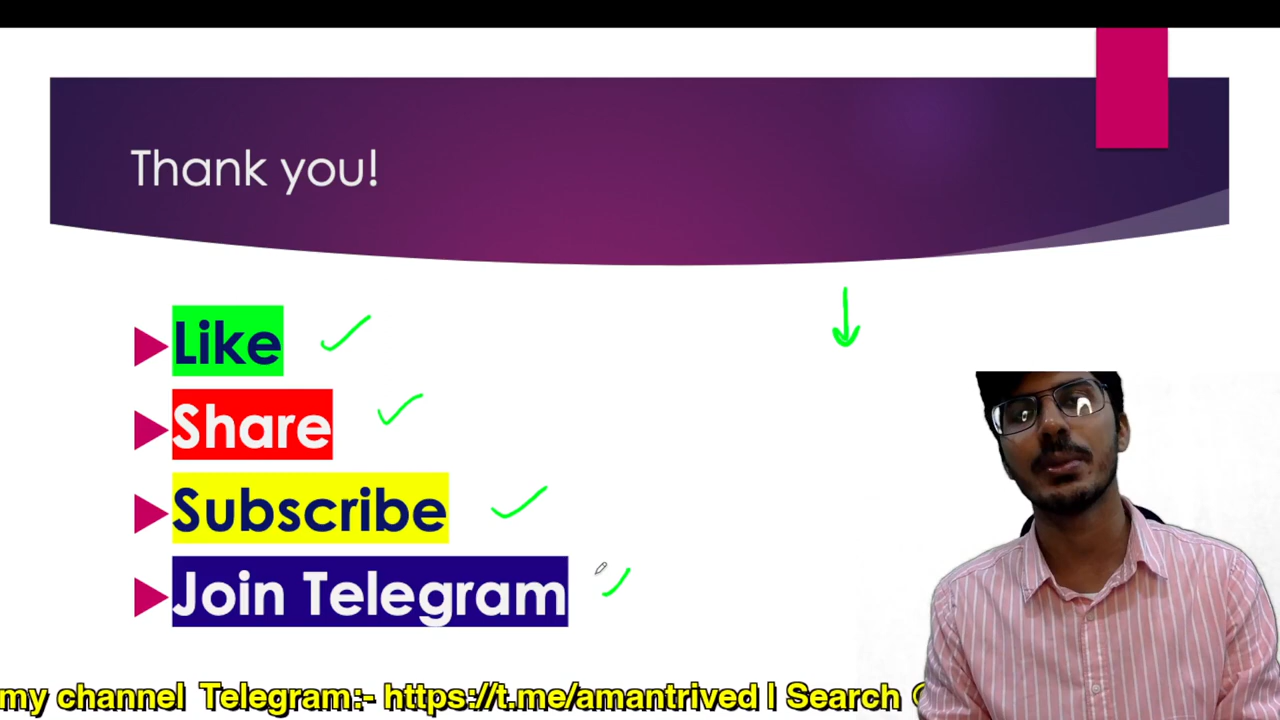 Thank you!
Like
Share
Subscribe
Join Telegram
my channel Telegram:- https://t.me/amantrived I Search